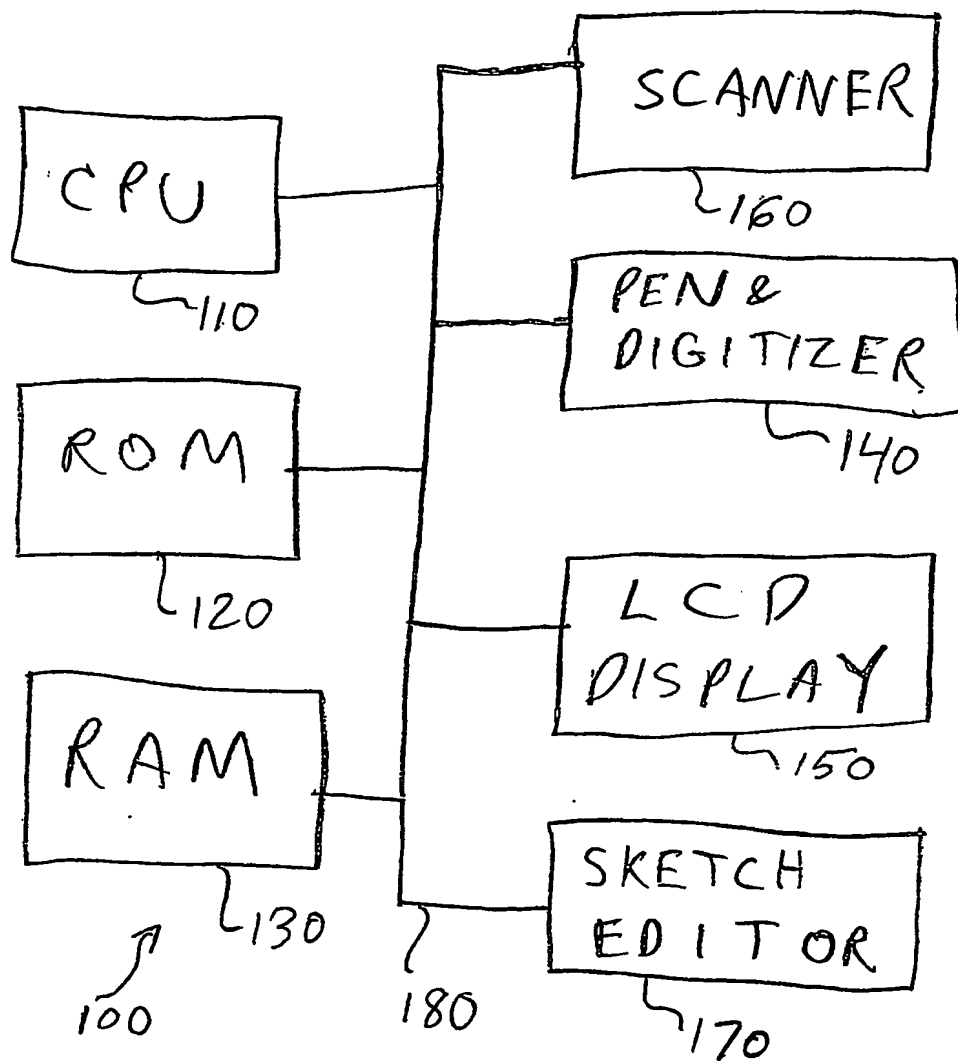 SCANNER
160
CPU
110
PEN &
DIGITIZER
140
ROM
120
LCD
DISPLAY
150
RAM
130
SKETCH
EDITOR
170
100
180